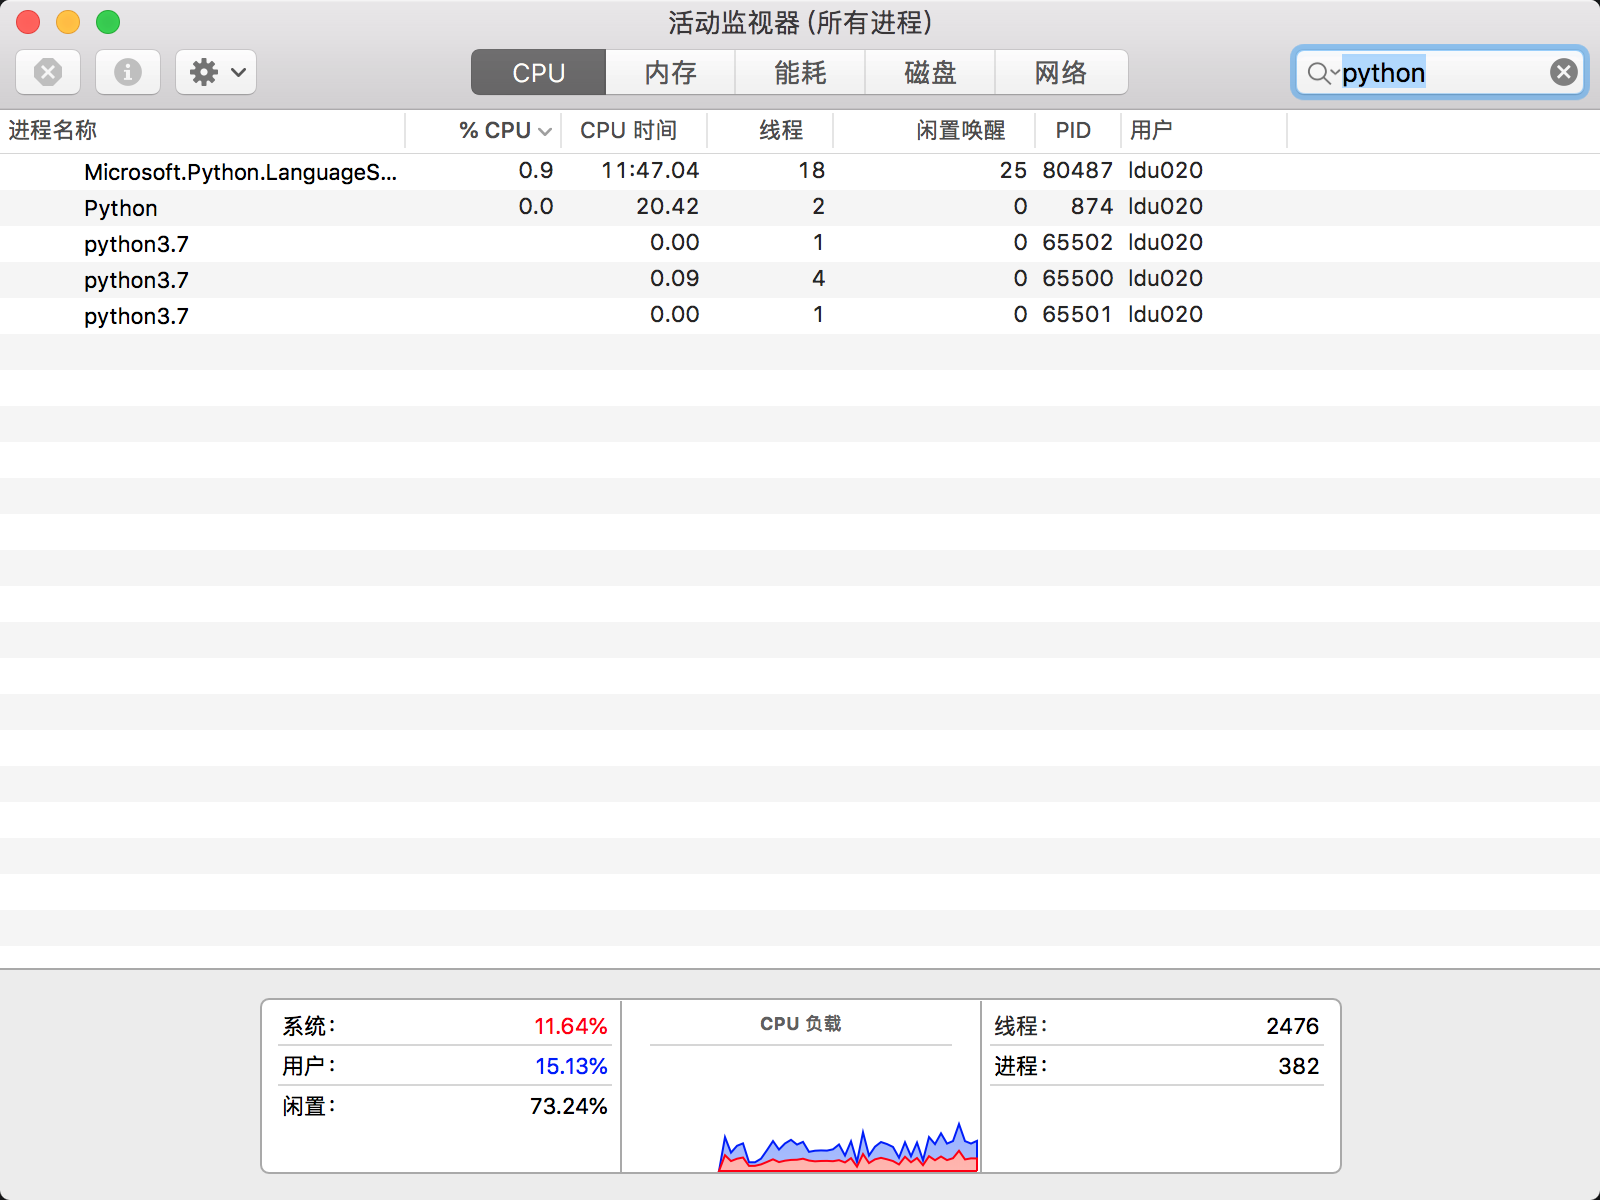 活动监视器 (所有进程)
CPU 内存 能耗 磁盘 网络 python
进程名称 % CPU CPU 时间 线程 闲置唤醒 PID 用户
Microsoft.Python.LanguageS... 0.9 11:47.04 18 25 80487 ldu020
Python 0.0 20.42 2 0 874 ldu020
python3.7 0.00 1 0 65502 ldu020
python3.7 0.09 4 0 65500 ldu020
python3.7 0.00 1 0 65501 ldu020
系统: 11.64% CPU 负载 线程: 2476
用户: 15.13% 进程: 382
闲置: 73.24%